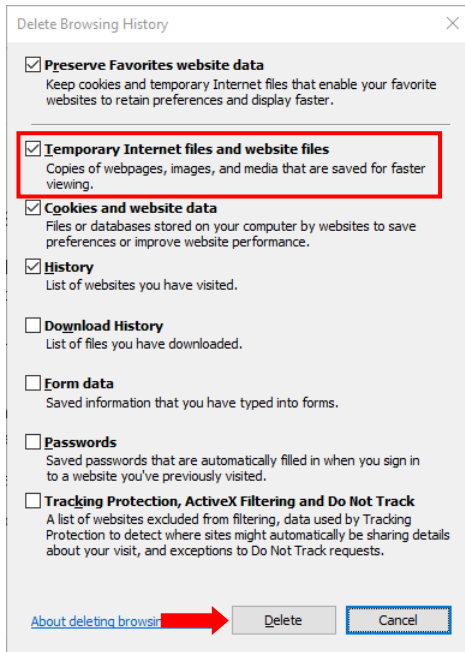 Delete Browsing History
Preserve Favorites website data
Keep cookies and temporary Internet files that enable your favorite
websites to retain preferences and display faster.
Temporary Internet files and website files
Copies of webpages, images, and media that are saved for faster
viewing.
Cookies and website data
Files or databases stored on your computer by websites to save
preferences or improve website performance.
History
List of websites you have visited.
Download History
List of files you have downloaded.
Form data
Saved information that you have typed into forms.
Passwords
Saved passwords that are automatically filled in when you sign in
to a website you've previously visited.
Tracking Protection, ActiveX Filtering and Do Not Track
A list of websites excluded from filtering, data used by Tracking
Protection to detect where sites might automatically be sharing details
about your visit, and exceptions to Do Not Track requests.
About deleting Delete Cancel